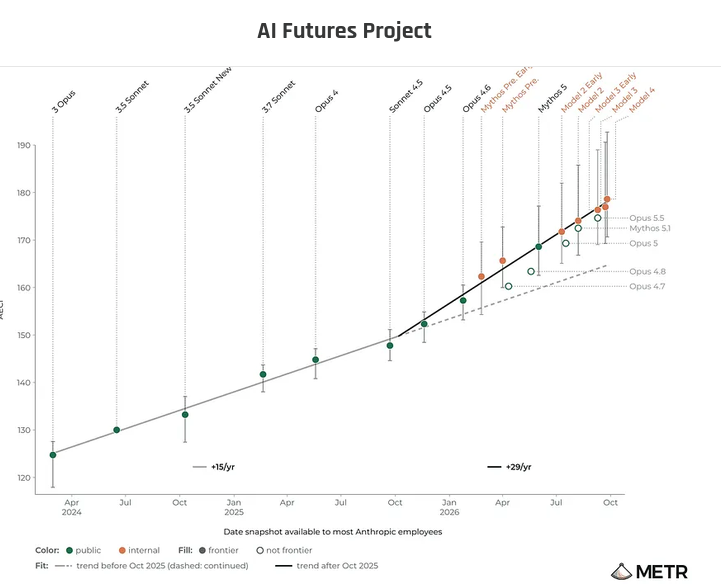 AI Futures Project
3 Opus
3.5 Sonnet
3.5 Sonnet New
3.7 Sonnet
Opus 4
Sonnet 4.5
Opus 4.5
Opus 4.6
Mythos Pre. Early
Mythos Pre.
Mythos 5
Model 2 Early
Model 2
Model 3 Early
Model 3
Model 4
190
180
170
160
150
140
130
120
Opus 5.5
Mythos 5.1
Opus 5
Opus 4.8
Opus 4.7
+15/yr
+29/yr
Apr
2024
Jul
Oct
Jan
2025
Apr
Jul
Oct
Jan
2026
Apr
Jul
Oct
Date snapshot available to most Anthropic employees
Color: public internal Fill: frontier not frontier
Fit: trend before Oct 2025 (dashed: continued) trend after Oct 2025
METR